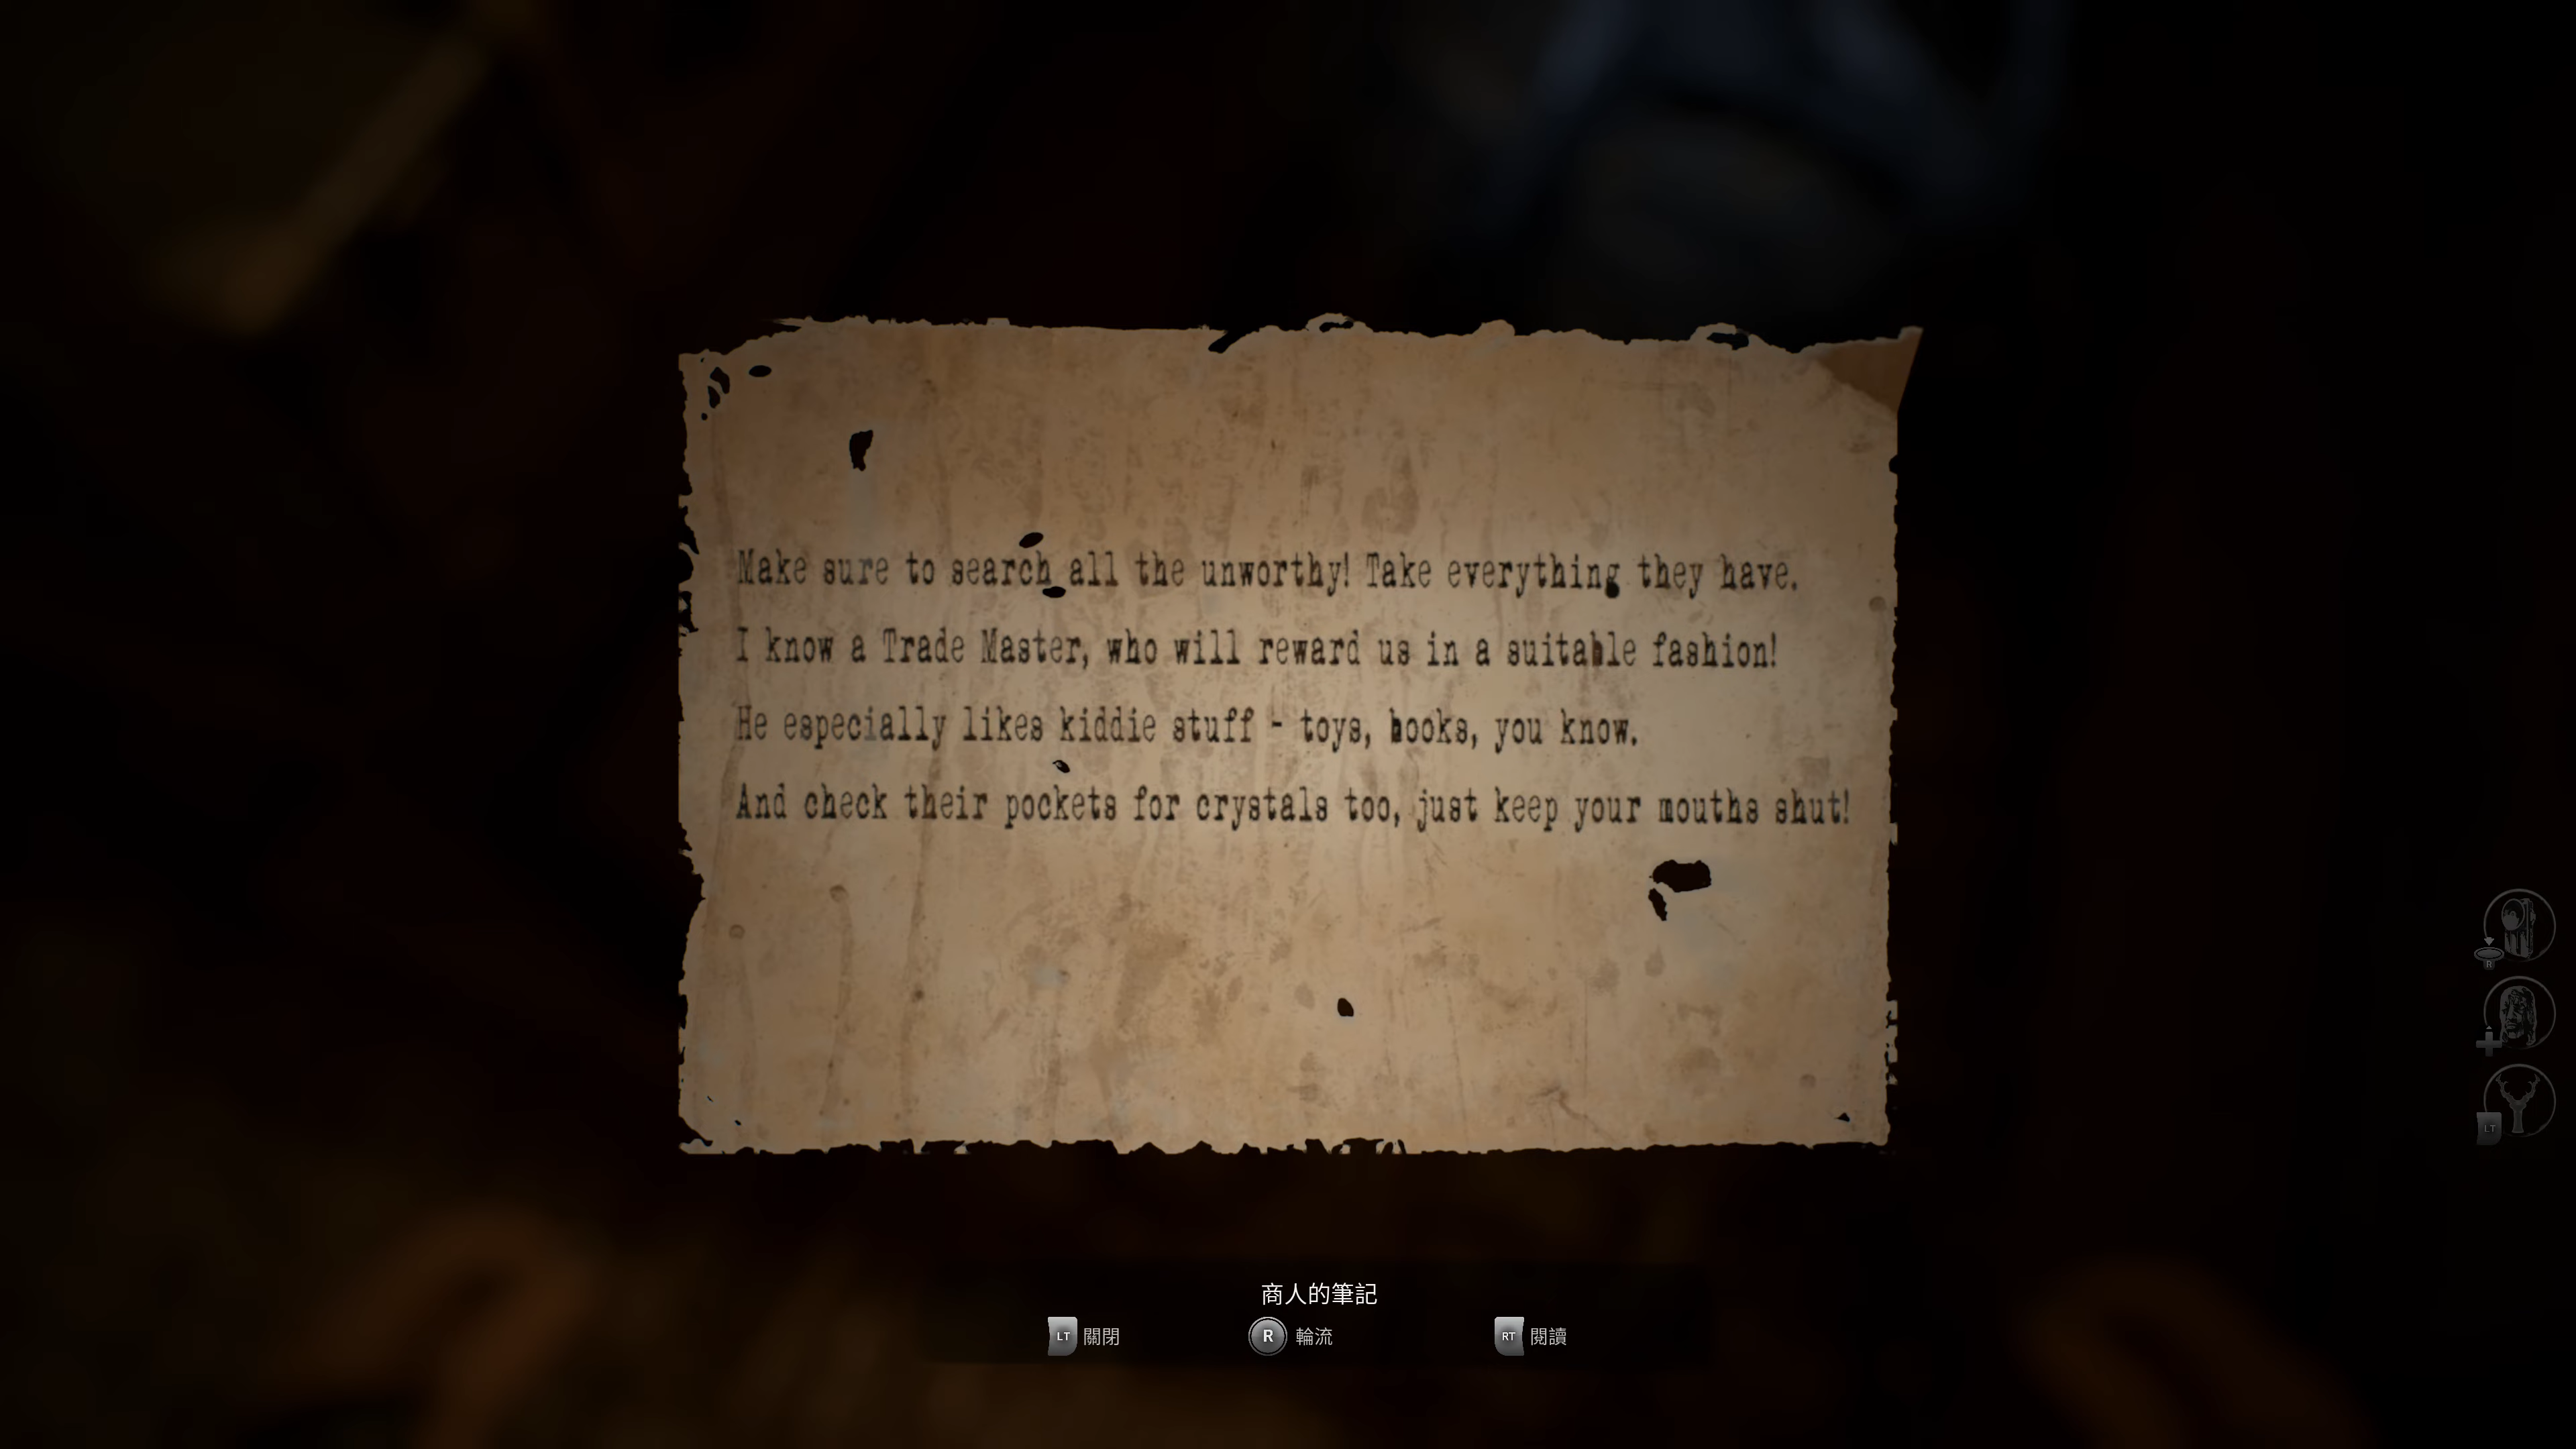 Make sure to search all the unworthy! Take everything they have.
I know a Trade Master, who will reward us in a suitable fashion!
He especially likes kiddie stuff - toys, books, you know.
And check their pockets for crystals too, just keep your mouths shut!
R
LT
商人的筆記
LT 關閉 R 輪流 RT 閱讀